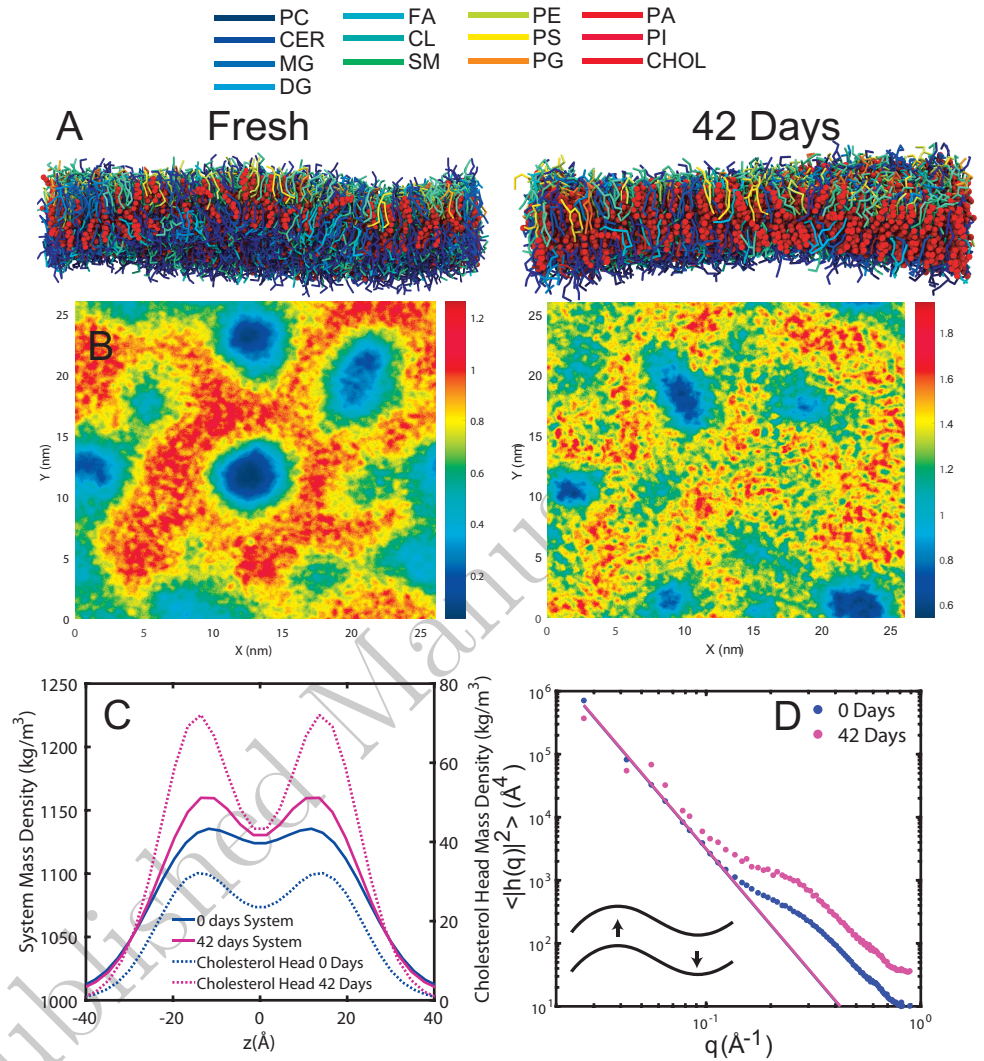 PC FA PE PA
CER CL PS PI
MG SM PG CHOL
DG
A Fresh 42 Days
B
25
20
15
10
5
0
Y (nm)
0 5 10 15 20 25
X (nm)
1.2
1
0.8
0.6
0.4
0.2
25
20
15
10
5
0
Y (nm)
0 5 10 15 20 25
X (nm)
1.8
1.6
1.4
1.2
1
0.8
0.6
C
1250
1200
1150
1100
1050
1000
System Mass Density (kg/m³)
80
60
40
20
0
Cholesterol Head Mass Density (kg/m³)
0 days System
42 days System
Cholesterol Head 0 Days
Cholesterol Head 42 Days
-40 -20 0 20 40
z(Å)
D
0 Days
42 Days
10⁶
10⁵
10⁴
10³
10²
10¹
<|h(q)|²> (Å⁴)
10⁻¹ 10⁰
q (Å⁻¹)
ublished Manus